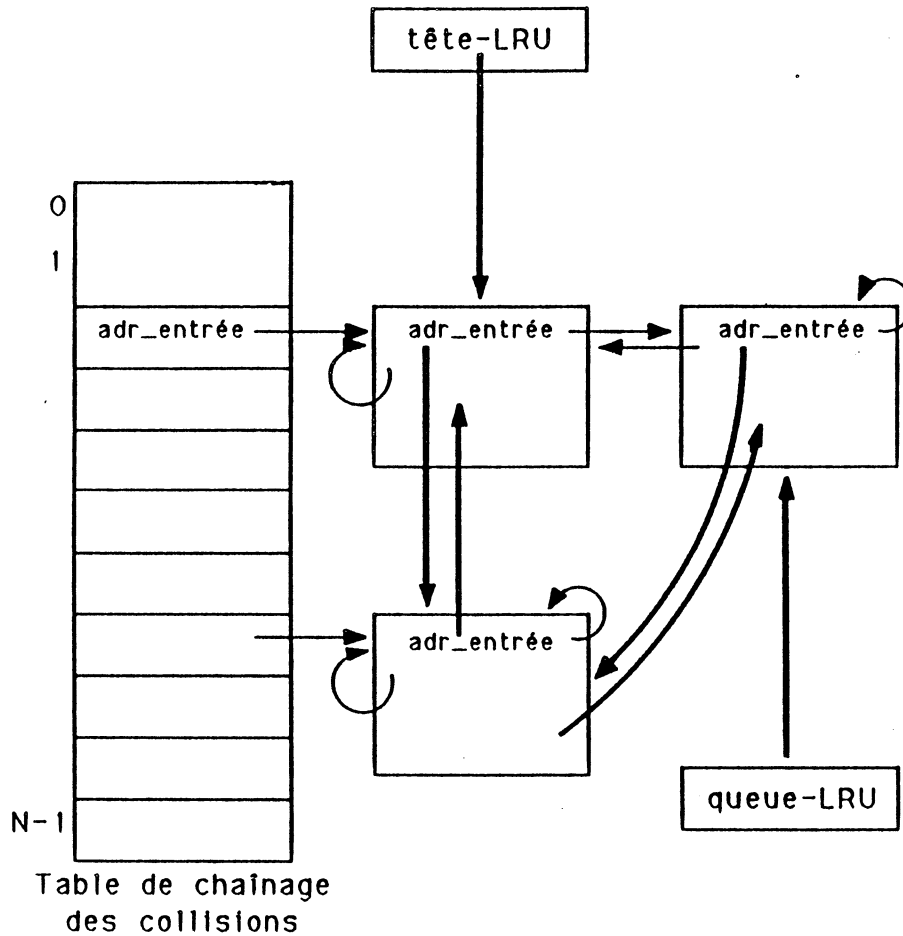 tête-LRU
0
1
adr_entrée
adr_entrée
adr_entrée
adr_entrée
queue-LRU
N-1
Table de chaînage
des collisions